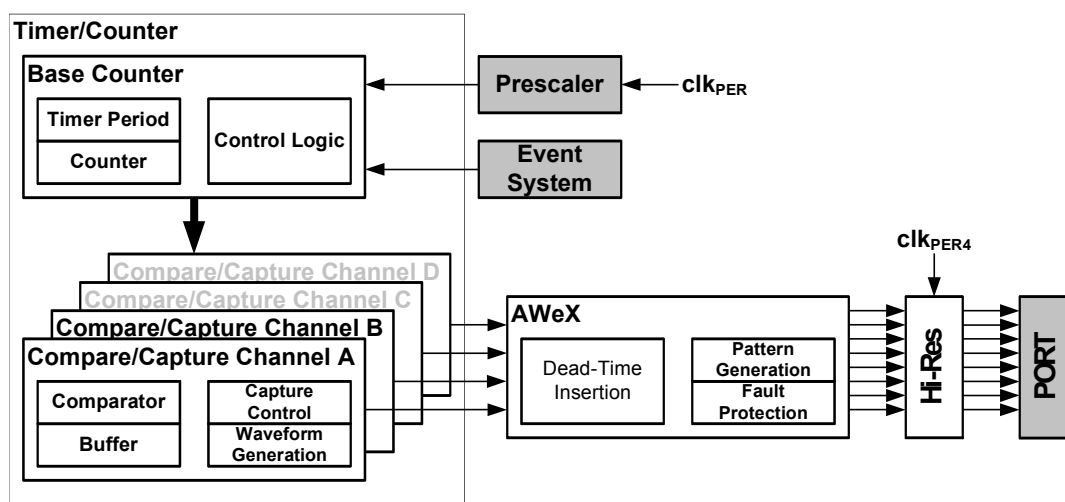 Timer/Counter
Base Counter
Timer Period
Counter
Control Logic
Prescaler
clkPER
Event
System
Compare/Capture Channel D
Compare/Capture Channel C
Compare/Capture Channel B
Compare/Capture Channel A
Comparator
Buffer
Capture
Control
Waveform
Generation
AWeX
Dead-Time
Insertion
Pattern
Generation
Fault
Protection
clkPER4
Hi-Res
PORT